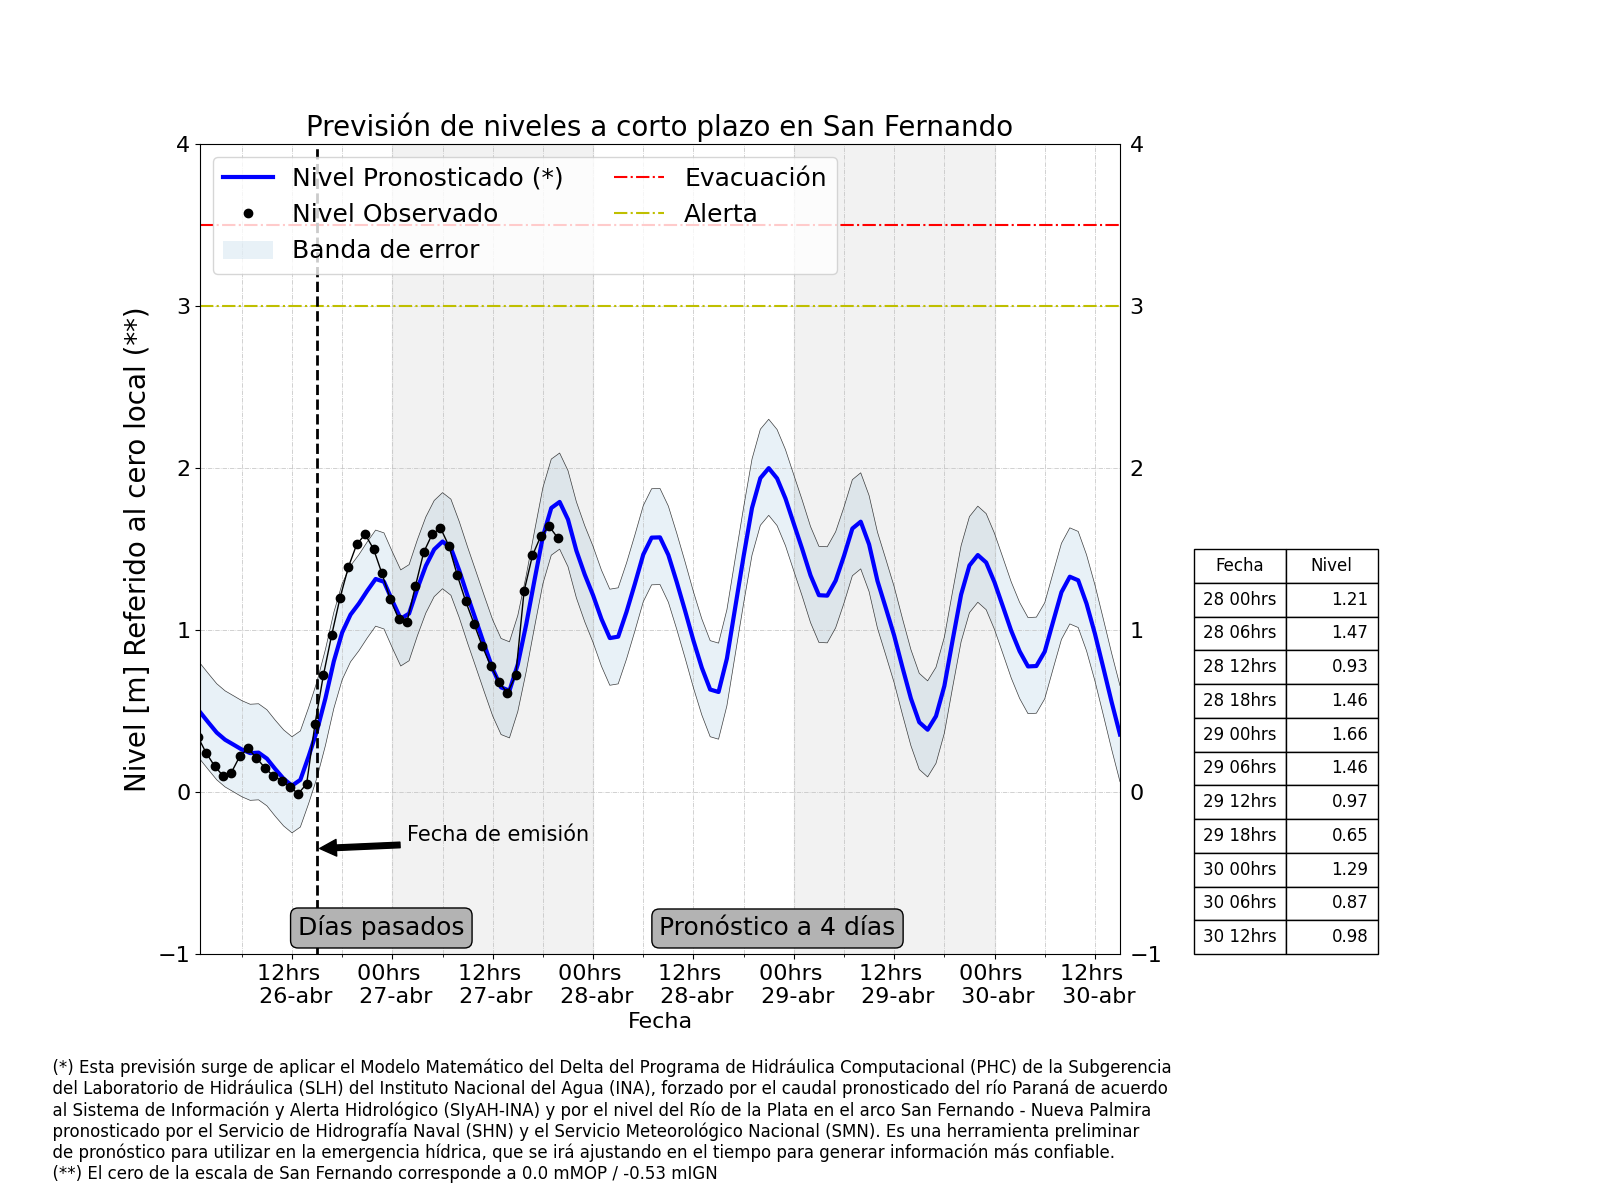 Previsión de niveles a corto plazo en San Fernando
Nivel Pronosticado (*)
Nivel Observado
Banda de error
Evacuación
Alerta
Nivel [m] Referido al cero local (**)
4
3
2
1
0
−1
4
3
2
1
0
−1
Fecha de emisión
Días pasados
Pronóstico a 4 días
12hrs 00hrs 12hrs 00hrs 12hrs 00hrs 12hrs 00hrs 12hrs
26-abr 27-abr 27-abr 28-abr 28-abr 29-abr 29-abr 30-abr 30-abr
Fecha
Fecha Nivel
28 00hrs 1.21
28 06hrs 1.47
28 12hrs 0.93
28 18hrs 1.46
29 00hrs 1.66
29 06hrs 1.46
29 12hrs 0.97
29 18hrs 0.65
30 00hrs 1.29
30 06hrs 0.87
30 12hrs 0.98
(*) Esta previsión surge de aplicar el Modelo Matemático del Delta del Programa de Hidráulica Computacional (PHC) de la Subgerencia
del Laboratorio de Hidráulica (SLH) del Instituto Nacional del Agua (INA), forzado por el caudal pronosticado del río Paraná de acuerdo
al Sistema de Información y Alerta Hidrológico (SIyAH-INA) y por el nivel del Río de la Plata en el arco San Fernando - Nueva Palmira
pronosticado por el Servicio de Hidrografía Naval (SHN) y el Servicio Meteorológico Nacional (SMN). Es una herramienta preliminar
de pronóstico para utilizar en la emergencia hídrica, que se irá ajustando en el tiempo para generar información más confiable.
(**) El cero de la escala de San Fernando corresponde a 0.0 mMOP / -0.53 mIGN